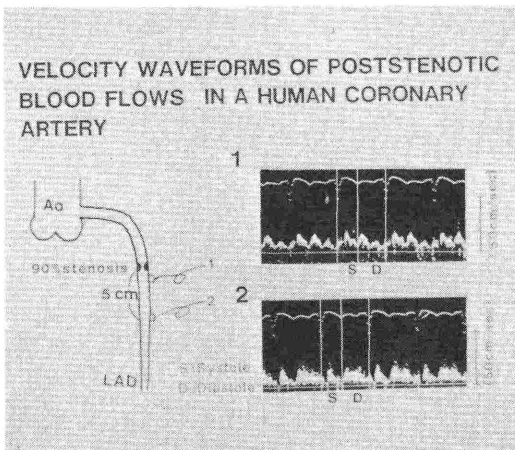 VELOCITY WAVEFORMS OF POSTSTENOTIC
BLOOD FLOWS IN A HUMAN CORONARY
ARTERY
1
Ao
90% stenosis
1
5 cm
2
LAD
S: Systole
D: Diastole
S D
2
S D